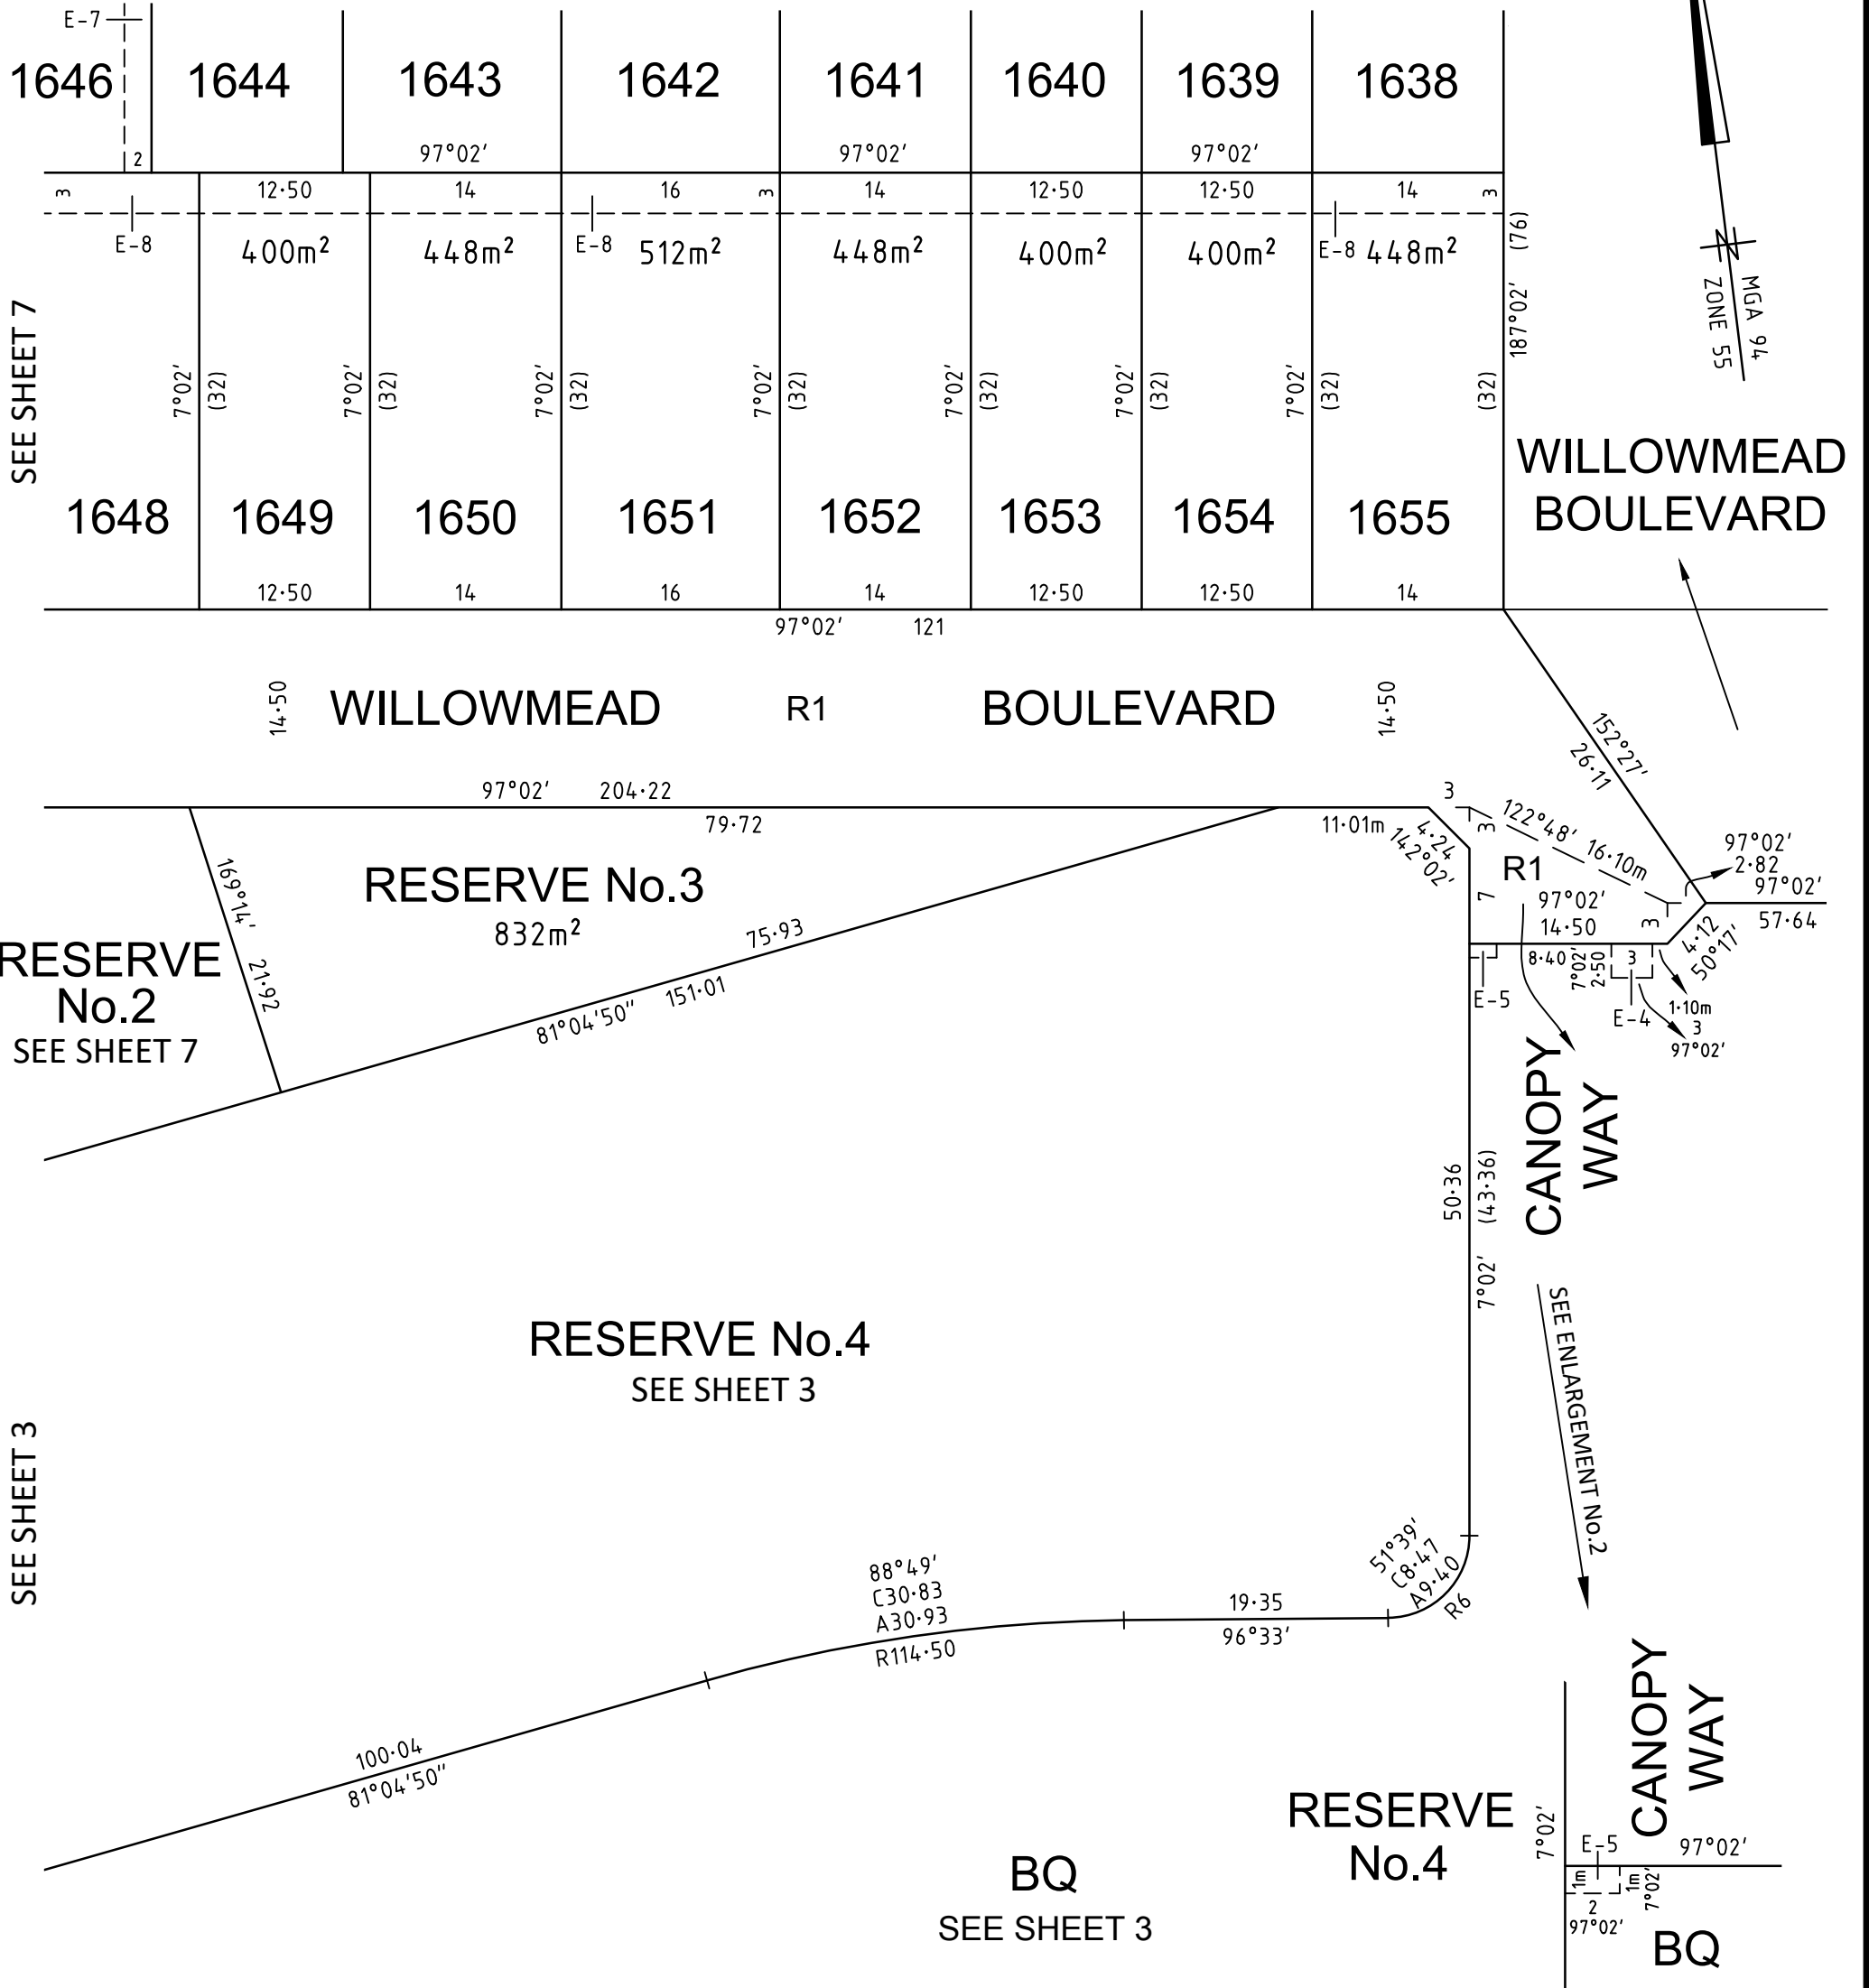 E-7
1646
1644
1643
1642
1641
1640
1639
1638
2
97°02'
97°02'
97°02'
3
12·50
14
16
3
14
12·50
12·50
14
3
E-8
400m²
448m²
E-8
512m²
448m²
400m²
400m²
E-8
448m²
(76)
187°02'
MGA 94
ZONE 55
SEE SHEET 7
7°02'
(32)
7°02'
(32)
7°02'
(32)
7°02'
(32)
7°02'
(32)
7°02'
(32)
7°02'
(32)
(32)
WILLOWMEAD
BOULEVARD
1648
1649
1650
1651
1652
1653
1654
1655
12·50
14
16
14
12·50
12·50
14
97°02' 121
14·50
WILLOWMEAD
R1
BOULEVARD
14·50
152°27'
26·11
97°02' 204·22
79·72
11·01m
3
3
4·24
142°02'
122°48' 16·10m
97°02'
2·82
97°02'
57·64
R1
7
97°02'
14·50
3
4·12
50°17'
169°14' 21·92
RESERVE No.3
832m²
75·93
81°04'50" 151·01
RESERVE
No.2
SEE SHEET 7
8·40
7°02'
2·50
3
E-5
E-4
1·10m
3
97°02'
CANOPY
WAY
50·36
(43·36)
7°02'
RESERVE No.4
SEE SHEET 3
SEE ENLARGEMENT No.2
SEE SHEET 3
88°49'
C30·83
A30·93
R114·50
19·35
96°33'
51°39'
C8·47
A9·40
R6
100·04
81°04'50"
CANOPY
WAY
RESERVE
No.4
7°02'
E-5
97°02'
1m
1m
7°02'
2
97°02'
BQ
SEE SHEET 3
BQ